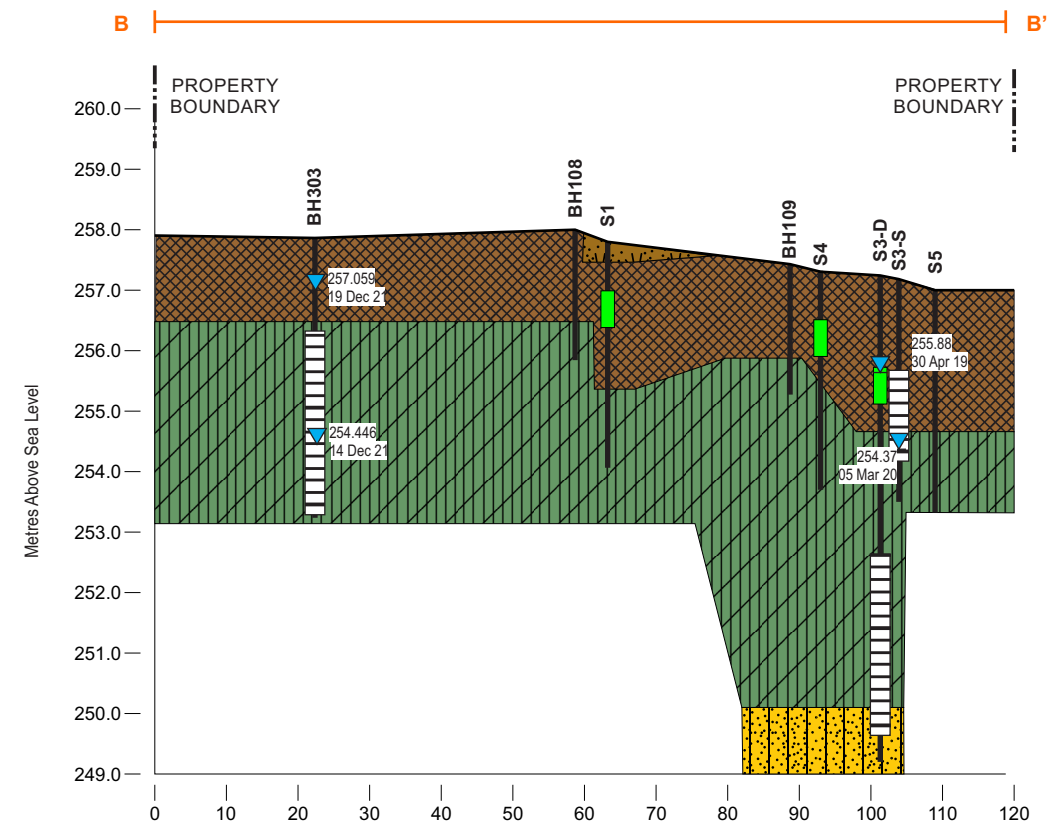 B B’
PROPERTY
BOUNDARY
PROPERTY
BOUNDARY
260.0
259.0
258.0
257.0
256.0
255.0
254.0
253.0
252.0
251.0
250.0
249.0
Metres Above Sea Level
BH303
BH108
S1
BH109
S4
S3-D
S3-S
S5
257.059
19 Dec 21
254.446
14 Dec 21
255.88
30 Apr 19
254.37
05 Mar 20
0 10 20 30 40 50 60 70 80 90 100 110 120